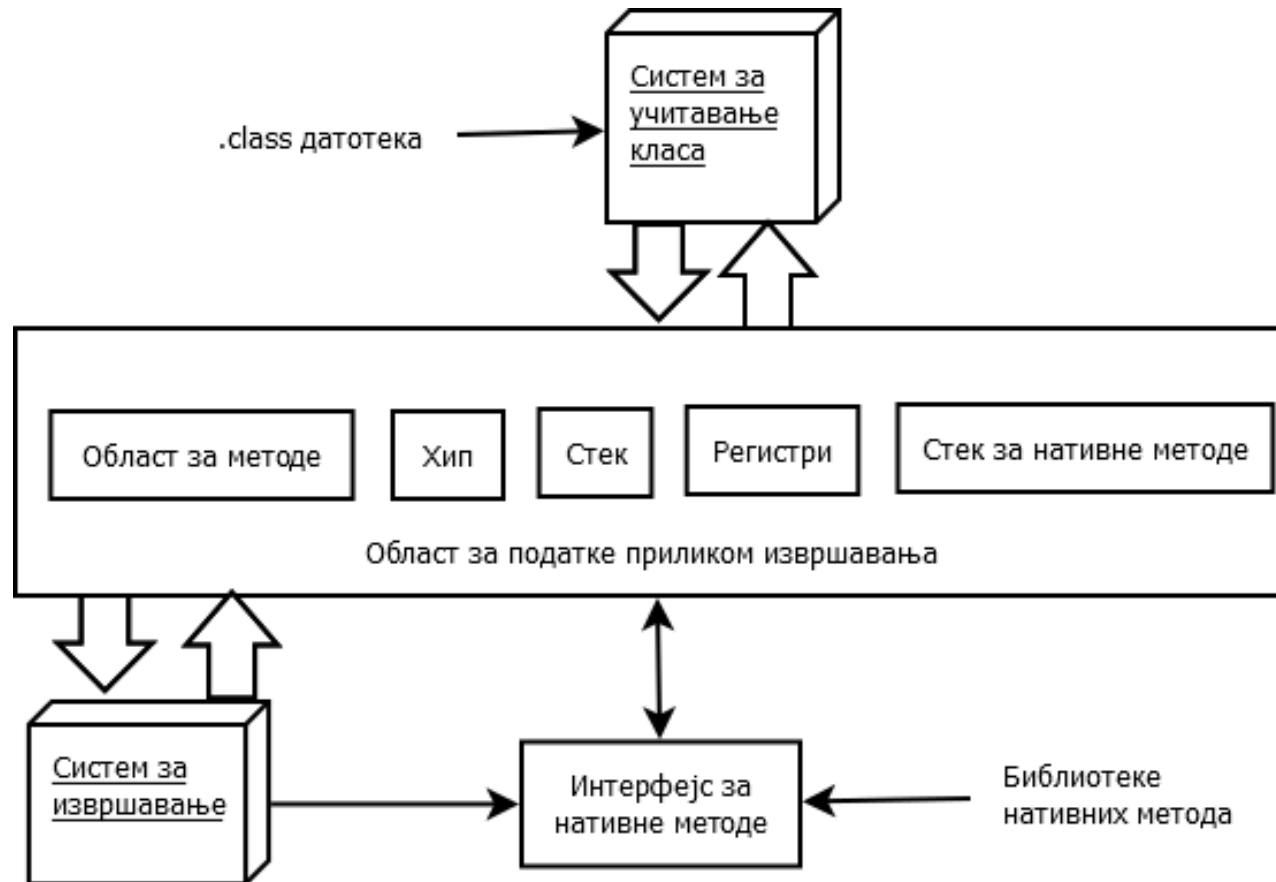 Систем за
учитавање
класа
.class датотека
Област за методе
Хип
Стек
Регистри
Стек за нативне методе
Област за податке приликом извршавања
Систем за
извршавање
Интерфејс за
нативне методе
Библиотеке
нативних метода